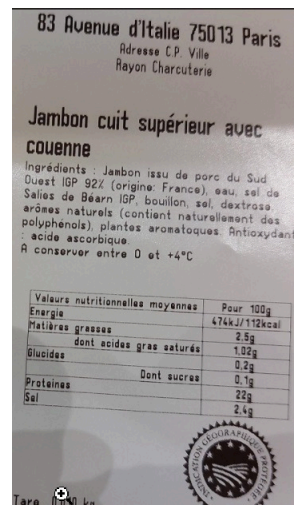 83 Avenue d'Italie 75013 Paris
Adresse C.P. Ville
Rayon Charcuterie
Jambon cuit supérieur avec
couenne
Ingrédients : Jambon issu de porc du Sud
Ouest IGP 92% (origine: France), eau, sel de
Salies de Béarn IGP, bouillon, sel, dextrose,
arômes naturels (contient naturellement des
polyphénols), plantes aromatoques. Antioxydant
: acide ascorbique.
A conserver entre 0 et +4°C
Valeurs nutritionnelles moyennes Pour 100g
Energie 474kJ/112kcal
Matières grasses 2,5g
dont acides gras saturés 1,02g
Glucides 0,2g
Dont sucres 0,1g
Proteines 22g
Sel 2,4g
INDICATION GÉOGRAPHIQUE PROTÉGÉE
Tare kg